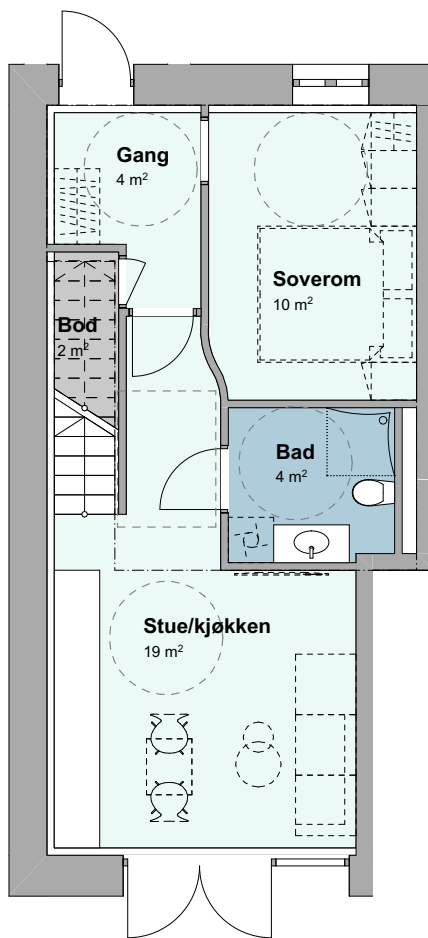 Gang
4 m²
Soverom
10 m²
Bod
2 m²
Bad
4 m²
Stue/kjøkken
19 m²